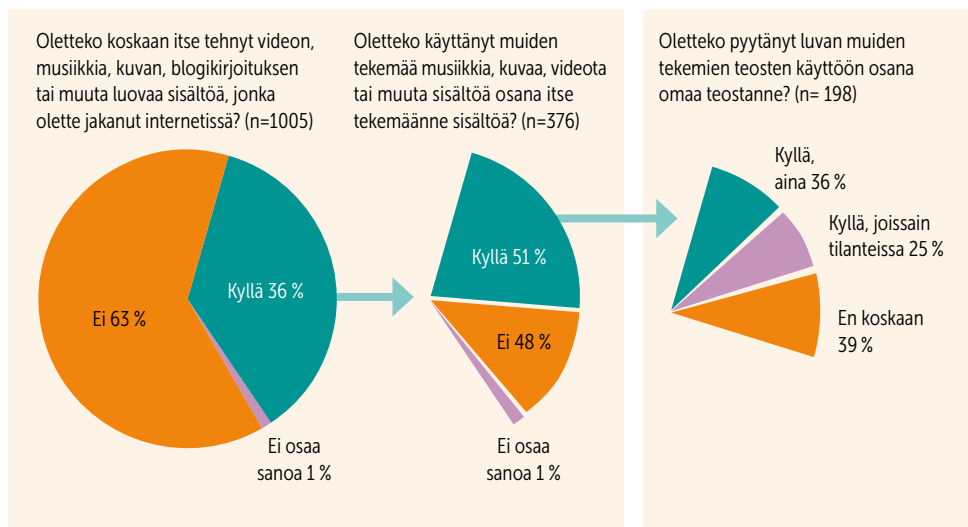 Oletteko koskaan itse tehnyt videon,
musiikkia, kuvan, blogikirjoituksen
tai muuta luovaa sisältöä, jonka
olette jakanut internetissä? (n=1005)
Ei 63 %
Kyllä 36 %
Ei osaa
sanoa 1 %
Oletteko käyttänyt muiden
tekemää musiikkia, kuvaa, videota
tai muuta sisältöä osana itse
tekemäänne sisältöä? (n=376)
Kyllä 51 %
Ei 48 %
Ei osaa
sanoa 1 %
Oletteko pyytänyt luvan muiden
tekemien teosten käyttöön osana
omaa teostanne? (n= 198)
Kyllä,
aina 36 %
Kyllä, joissain
tilanteissa 25 %
En koskaan
39 %